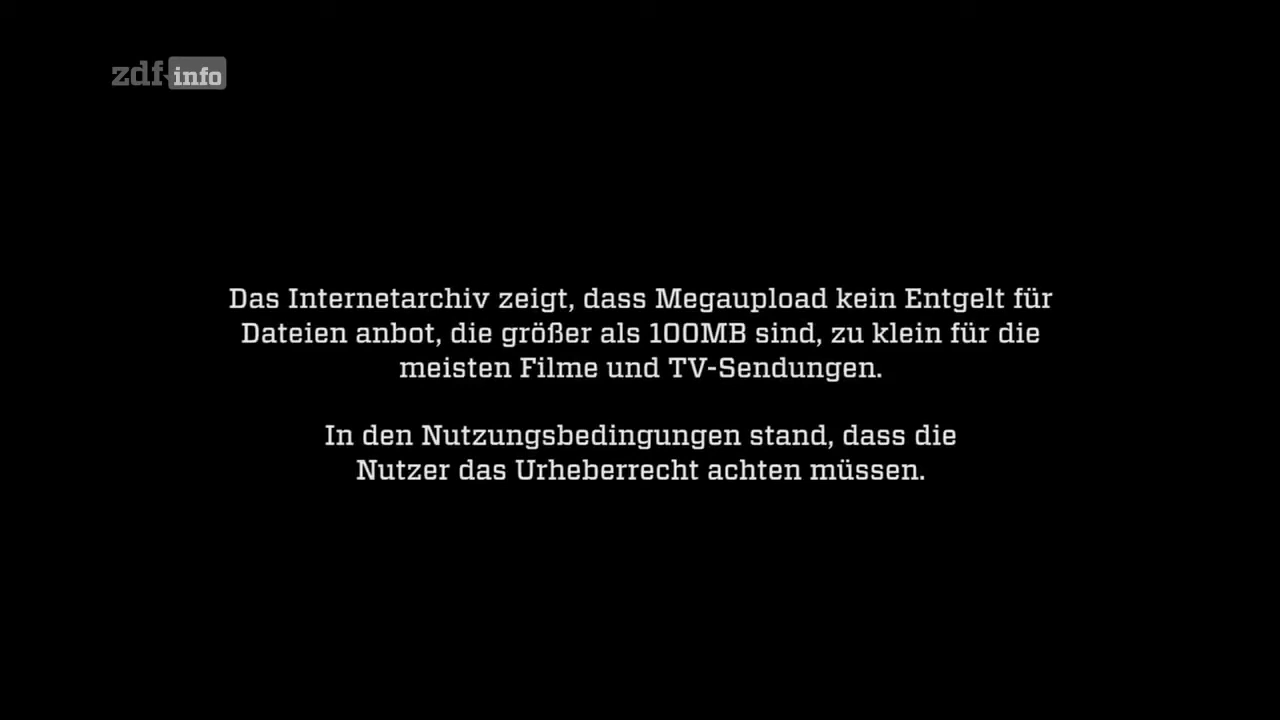 zdf info
Das Internetarchiv zeigt, dass Megaupload kein Entgelt für
Dateien anbot, die größer als 100MB sind, zu klein für die
meisten Filme und TV-Sendungen.
In den Nutzungsbedingungen stand, dass die
Nutzer das Urheberrecht achten müssen.